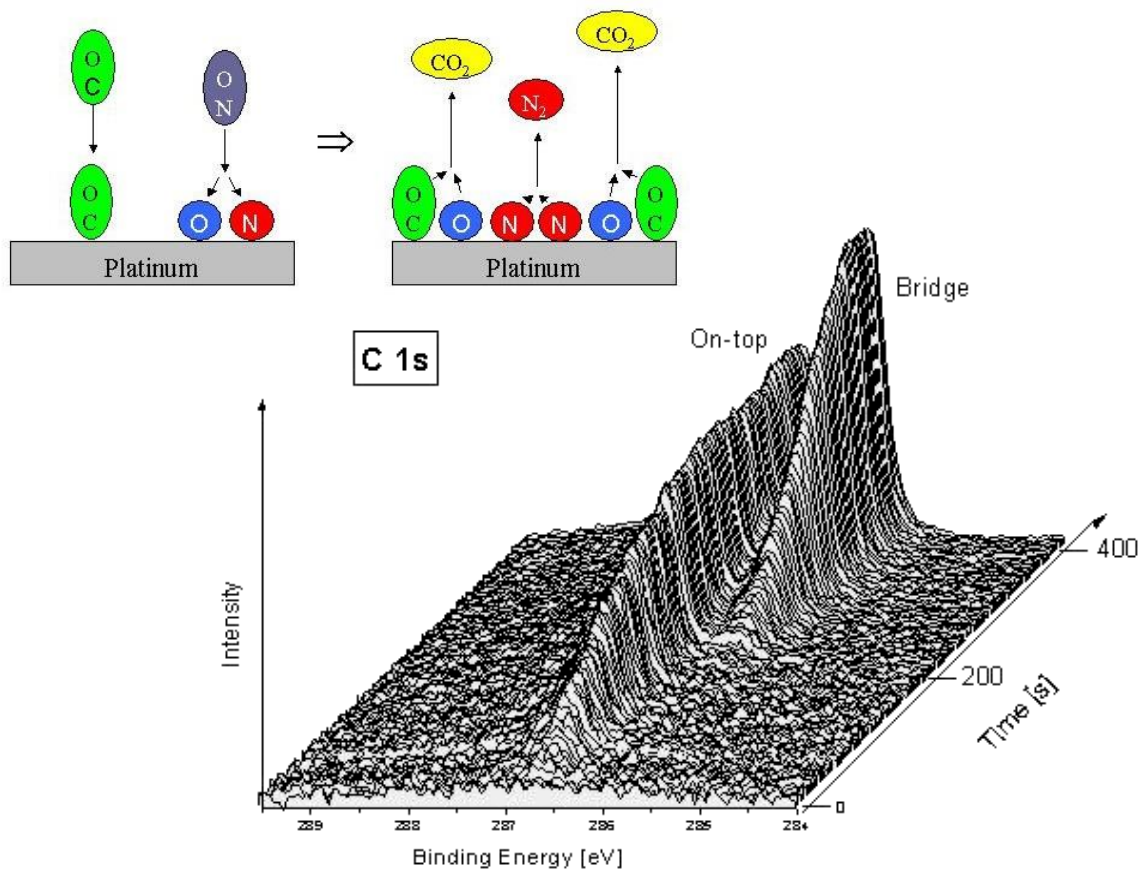 O
C
O
N
CO2
CO2
N2
⇒
O
C
O
N
O
C
O
N
N
O
O
C
Platinum
Platinum
Bridge
On-top
C 1s
Intensity
400
200
0
Time [s]
289 288 287 286 285 284
Binding Energy [eV]